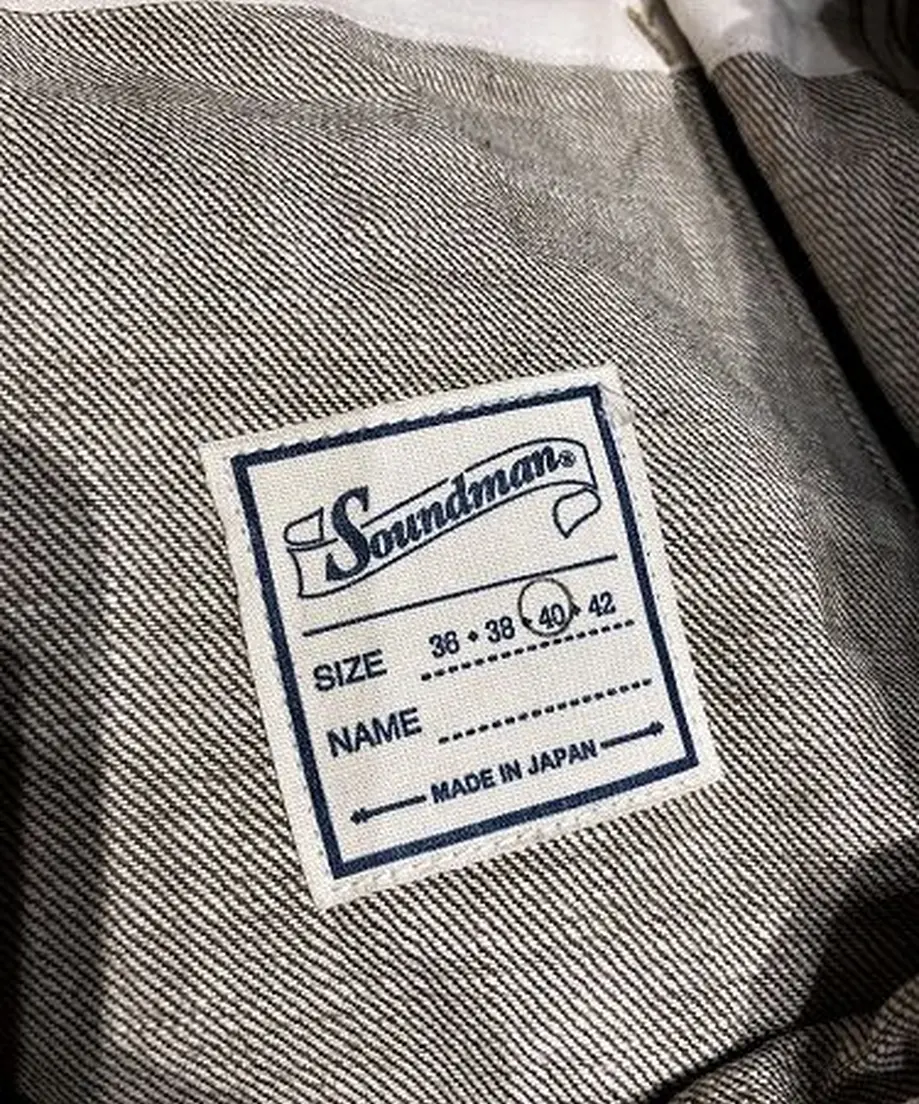 Soundman®
SIZE 36 • 38 • 40 • 42
NAME
MADE IN JAPAN